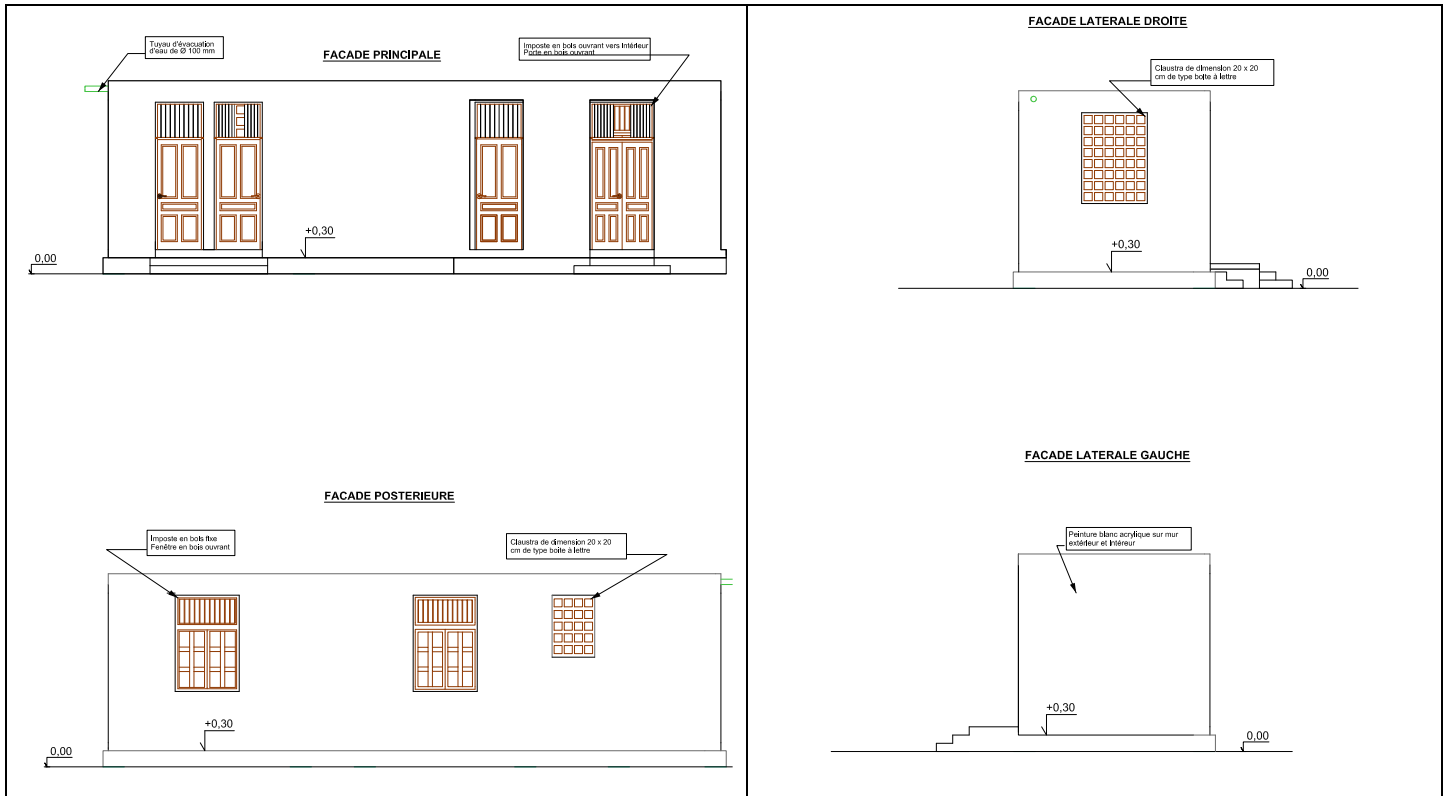 FACADE PRINCIPALE
Tuyau d'évacuation
d'eau de Ø 100 mm
Imposte en bois ouvrant vers intérieur
Porte en bois ouvrant
+0,30
0,00
FACADE LATERALE DROITE
Claustra de dimension 20 x 20
cm de type boite à lettre
+0,30
0,00
FACADE POSTERIEURE
Imposte en bois fixe
Fenêtre en bois ouvrant
Claustra de dimension 20 x 20
cm de type boite à lettre
+0,30
0,00
FACADE LATERALE GAUCHE
Peinture blanc acrylique sur mur
extérieur et intéreur
+0,30
0,00